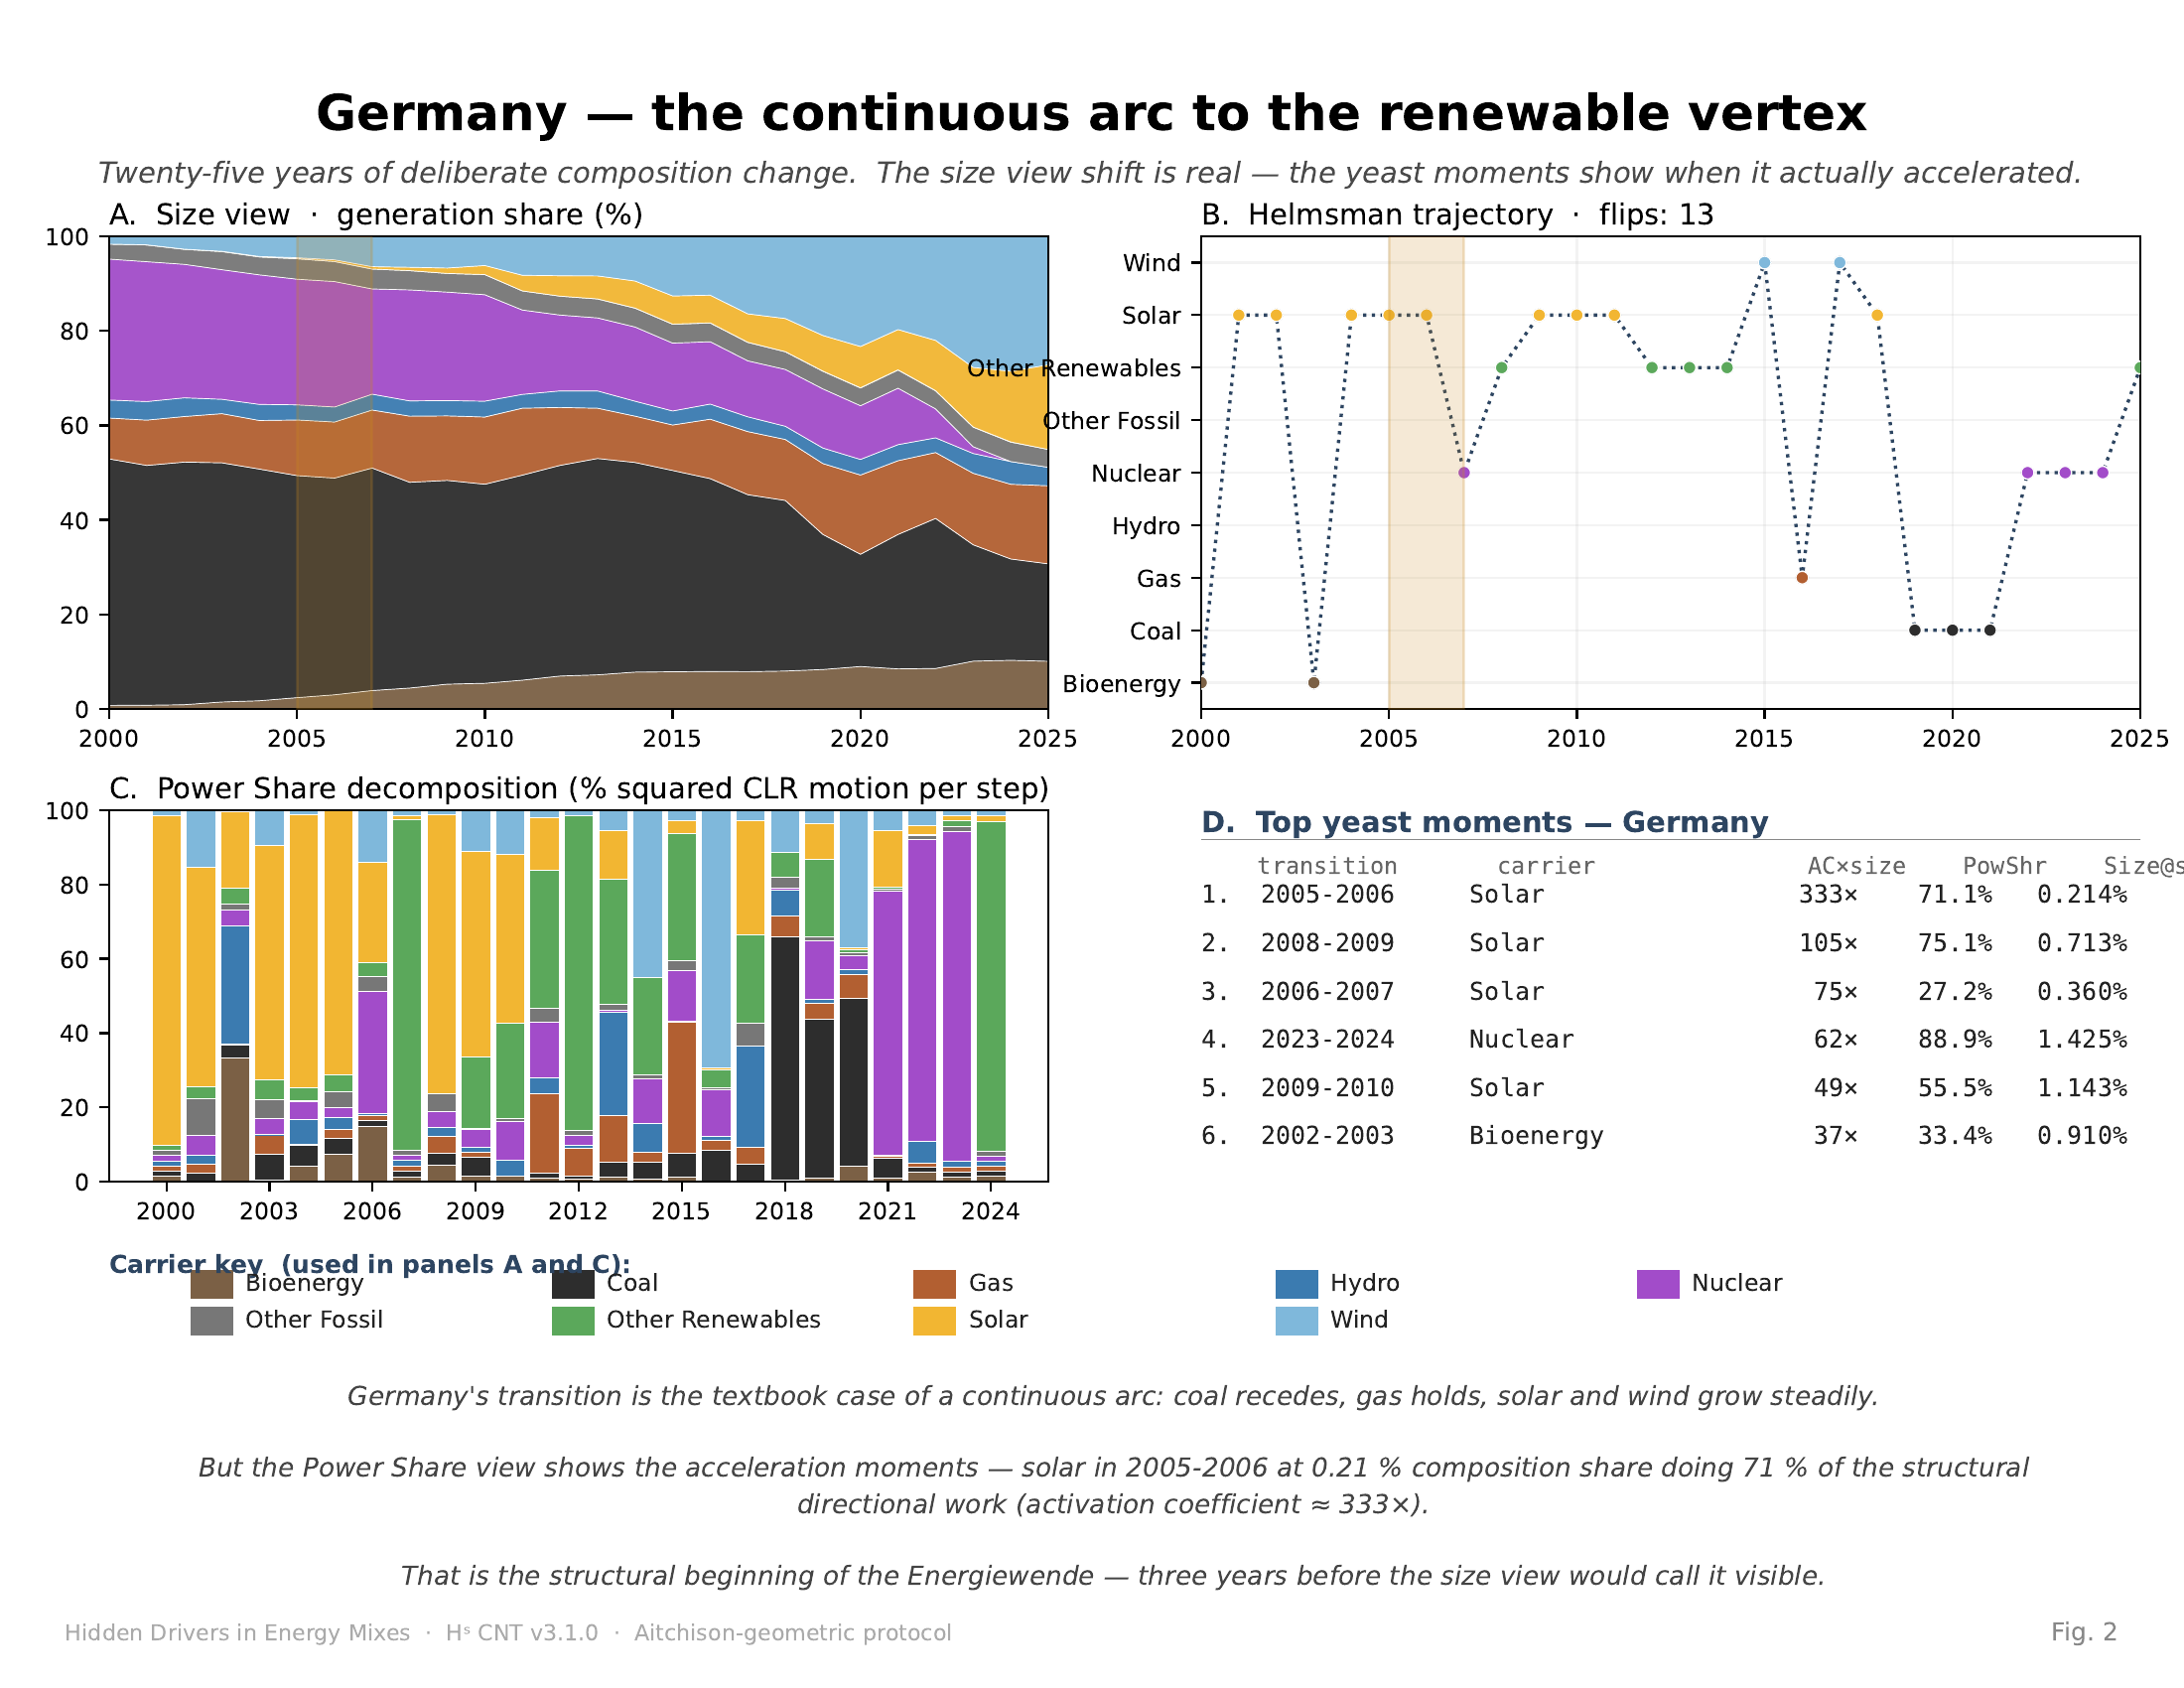 Germany — the continuous arc to the renewable vertex
Twenty-five years of deliberate composition change.  The size view shift is real — the yeast moments show when it actually accelerated.
A.  Size view  ·  generation share (%)
100
80
60
40
20
0
2000 2005 2010 2015 2020 2025
B.  Helmsman trajectory  ·  flips: 13
Wind
Solar
Other Renewables
Other Fossil
Nuclear
Hydro
Gas
Coal
Bioenergy
2000 2005 2010 2015 2020 2025
C.  Power Share decomposition (% squared CLR motion per step)
100
80
60
40
20
0
2000 2003 2006 2009 2012 2015 2018 2021 2024
D.  Top yeast moments — Germany
transition carrier AC×size PowShr Size@s
1. 2005-2006 Solar 333× 71.1% 0.214%
2. 2008-2009 Solar 105× 75.1% 0.713%
3. 2006-2007 Solar 75× 27.2% 0.360%
4. 2023-2024 Nuclear 62× 88.9% 1.425%
5. 2009-2010 Solar 49× 55.5% 1.143%
6. 2002-2003 Bioenergy 37× 33.4% 0.910%
Carrier key  (used in panels A and C):
Bioenergy Coal Gas Hydro Nuclear
Other Fossil Other Renewables Solar Wind
Germany's transition is the textbook case of a continuous arc: coal recedes, gas holds, solar and wind grow steadily.
But the Power Share view shows the acceleration moments — solar in 2005-2006 at 0.21 % composition share doing 71 % of the structural
directional work (activation coefficient ≈ 333×).
That is the structural beginning of the Energiewende — three years before the size view would call it visible.
Hidden Drivers in Energy Mixes  ·  Hˢ CNT v3.1.0  ·  Aitchison-geometric protocol
Fig. 2